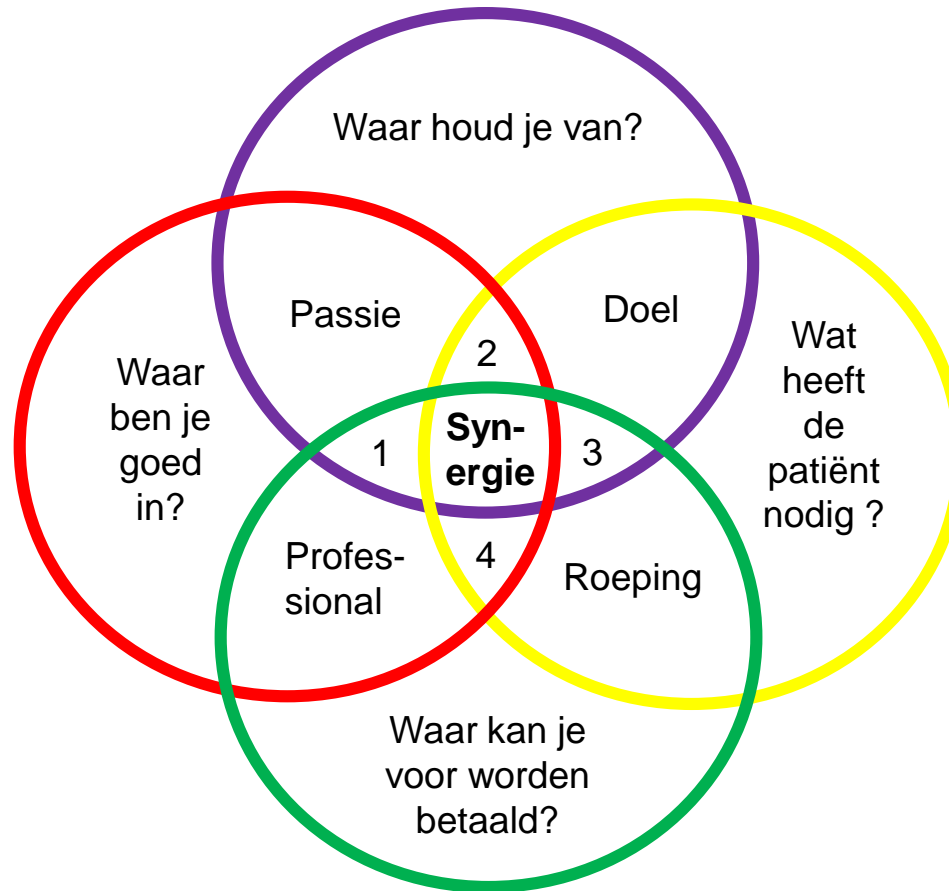 Waar houd je van?
Passie
Doel
2
Waar
ben je
goed
in?
Wat
heeft
de
patiënt
nodig ?
1
Syn-
ergie
3
Profes-
sional
4
Roeping
Waar kan je
voor worden
betaald?